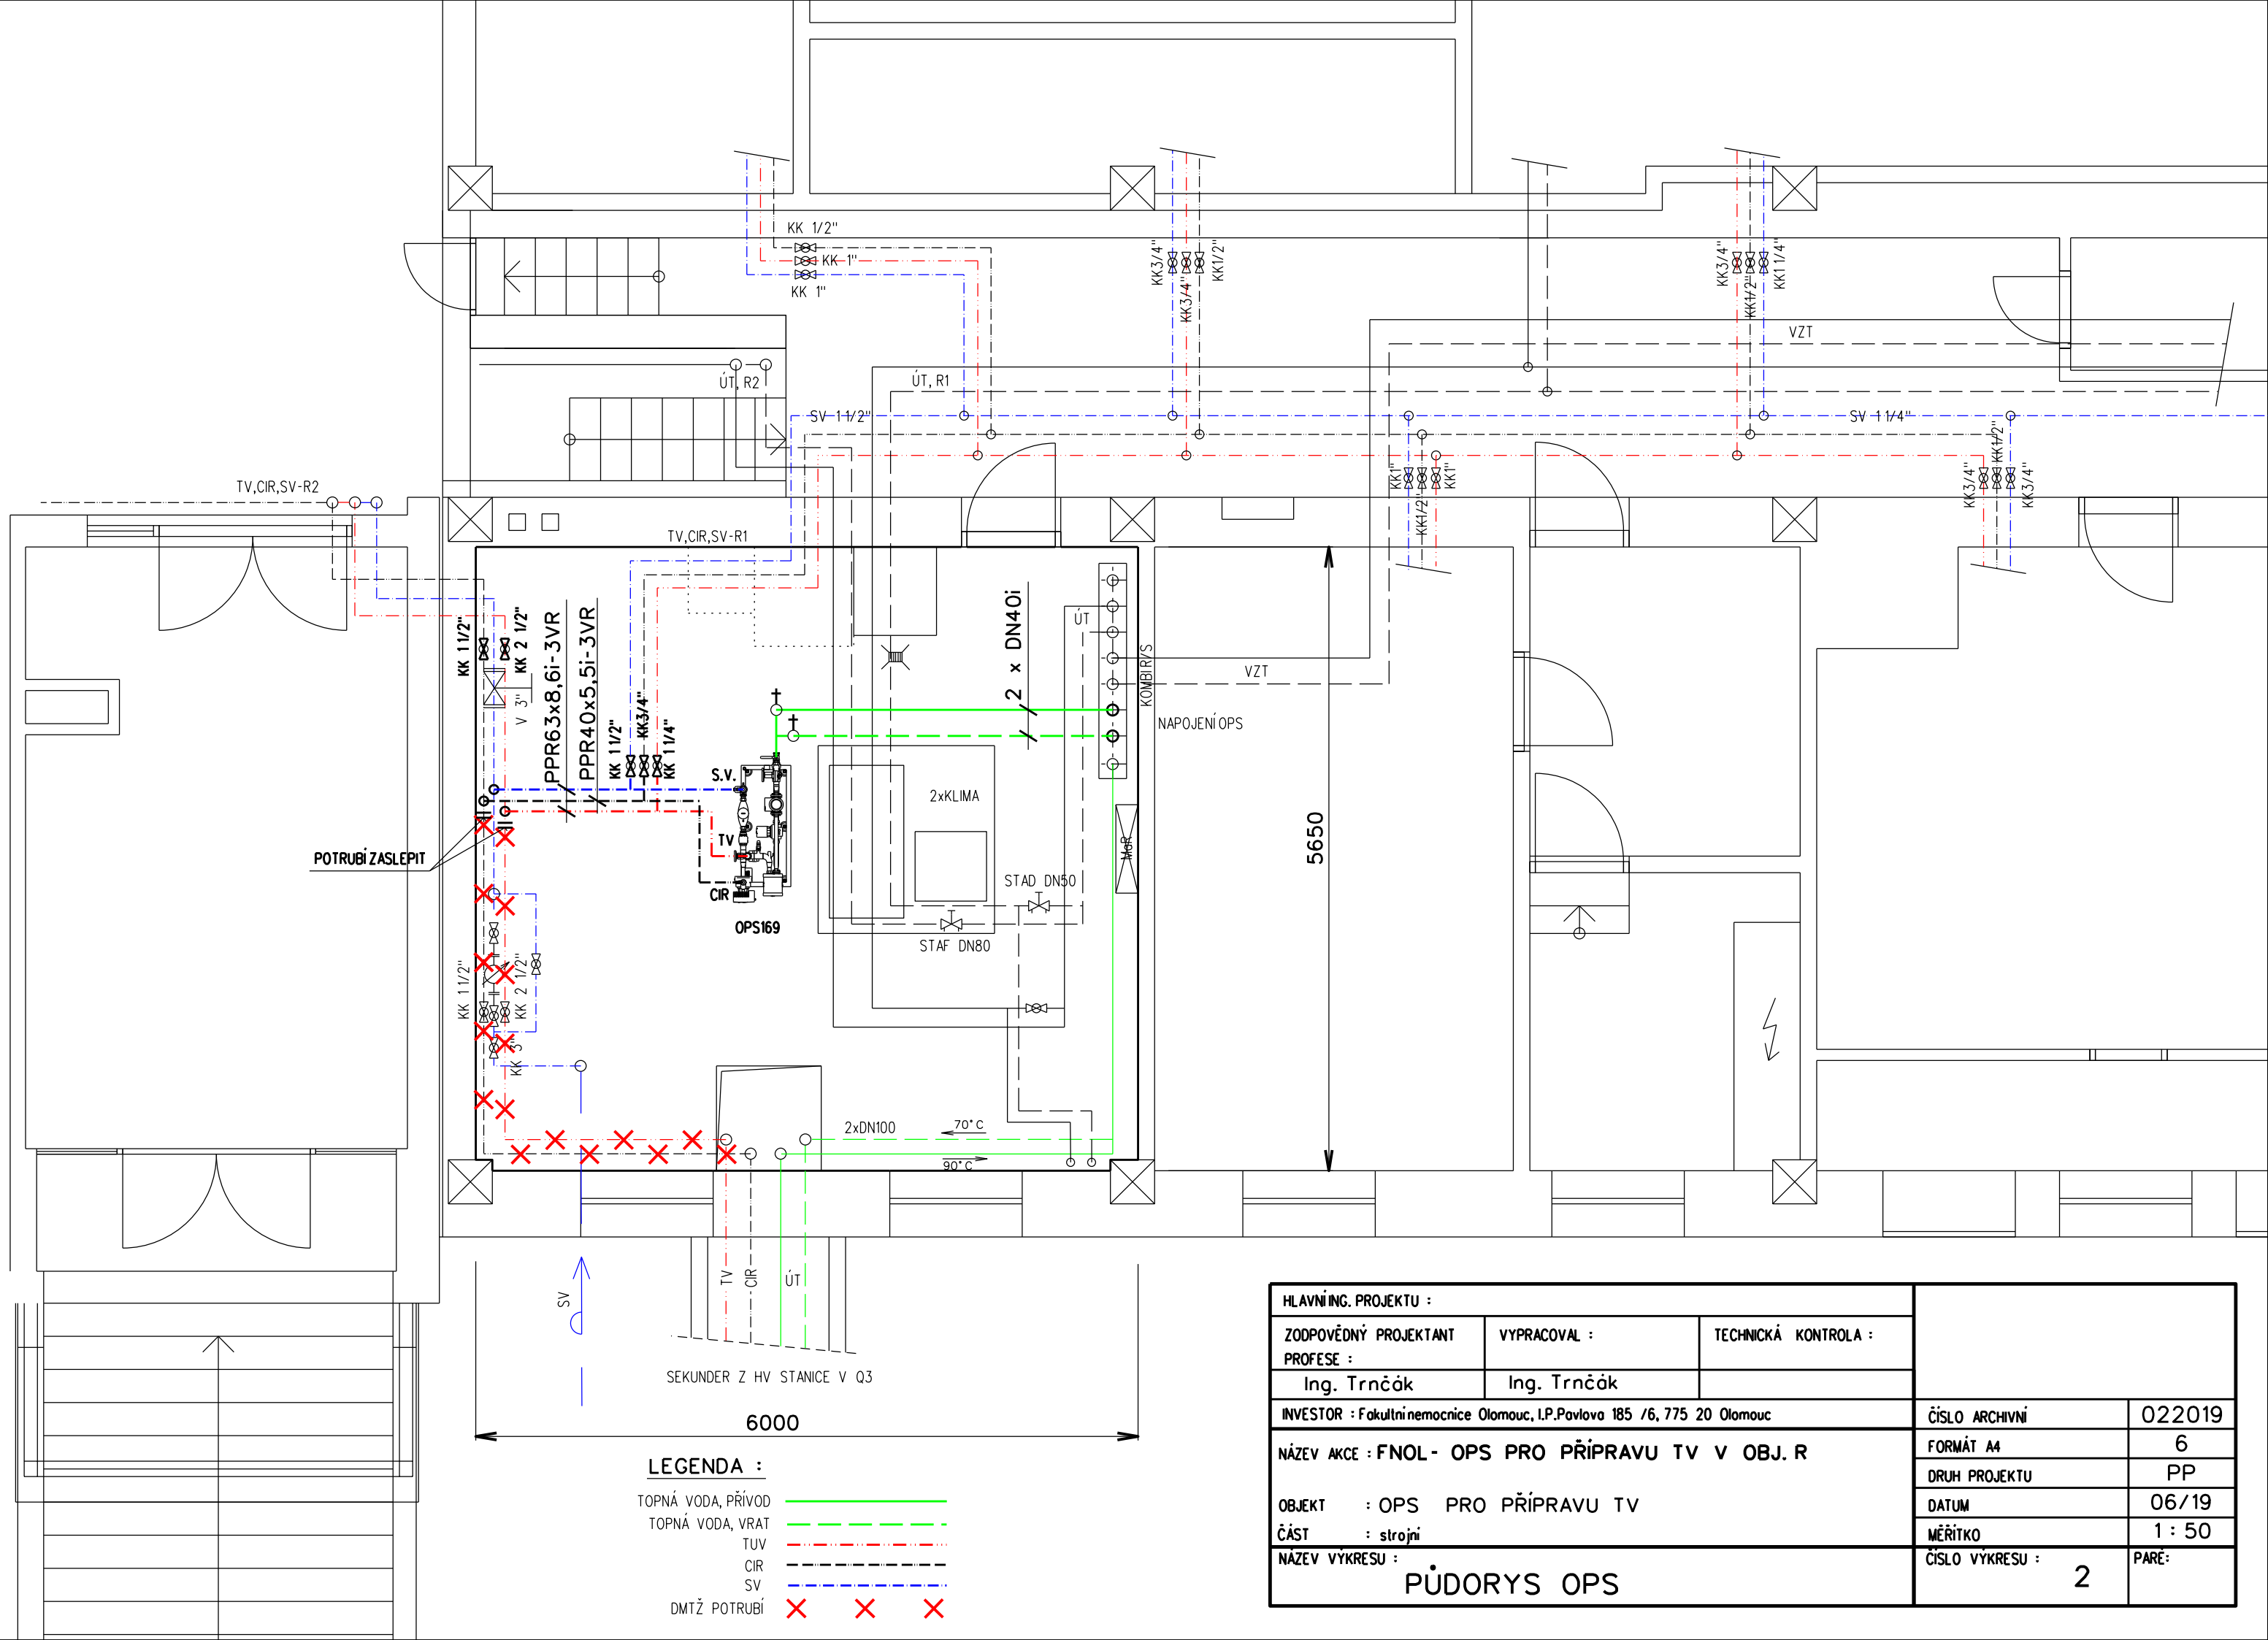 KK 1/2"
KK 1"
KK 1"
KK3/4"
KK3/4"
KK1/2"
KK3/4"
KK1/2"
KK1 1/4"
VZT
ÚT, R2
ÚT, R1
SV 1 1/2"
SV 1 1/4"
KK1"
KK1/2"
KK1"
KK3/4"
KK1/2"
KK3/4"
TV,CIR,SV-R2
TV,CIR,SV-R1
KK 1 1/2"
KK 2 1/2"
V 3"
PPR63x8,6i-3VR
PPR40x5,5i-3VR
KK 1 1/2"
KK3/4"
KK 1 1/4"
2 x DN40i
ÚT
KOMBI R/S
VZT
NAPOJENÍ OPS
S.V.
TV
CIR
OPS169
2xKLIMA
MaR
5650
POTRUBÍ ZASLEPIT
STAD DN50
STAF DN80
KK 1 1/2"
KK 2 1/2"
KK 3"
2xDN100
70°C
90°C
SV
TV
CIR
ÚT
SEKUNDER Z HV STANICE V Q3
6000
LEGENDA :
TOPNÁ VODA, PŘÍVOD
TOPNÁ VODA, VRAT
TUV
CIR
SV
DMTŽ POTRUBÍ
HLAVNÍ ING. PROJEKTU :
ZODPOVĚDNÝ PROJEKTANT
PROFESE :
VYPRACOVAL :
TECHNICKÁ KONTROLA :
Ing. Trnčák
Ing. Trnčák
INVESTOR : Fakultní nemocnice Olomouc, I.P.Pavlova 185 /6, 775 20 Olomouc
ČÍSLO ARCHIVNÍ 022019
NÁZEV AKCE : FNOL- OPS PRO PŘÍPRAVU TV V OBJ. R
FORMÁT A4 6
DRUH PROJEKTU PP
OBJEKT : OPS PRO PŘÍPRAVU TV
DATUM 06/19
ČÁST : strojní
MĚŘÍTKO 1 : 50
NÁZEV VÝKRESU :
PŮDORYS OPS
ČÍSLO VÝKRESU :
2
PARÉ: